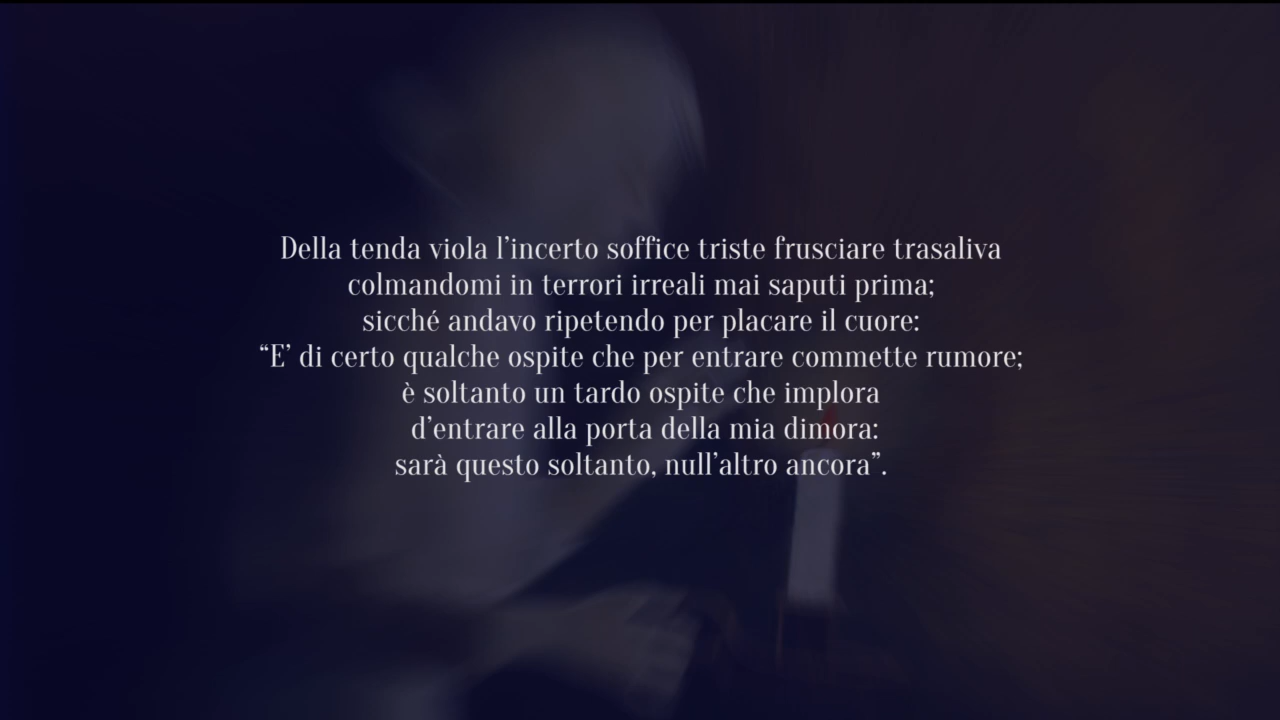 Della tenda viola l’incerto soffice triste frusciare trasaliva
colmandomi in terrori irreali mai saputi prima;
sicché andavo ripetendo per placare il cuore:
“E’ di certo qualche ospite che per entrare commette rumore;
è soltanto un tardo ospite che implora
d’entrare alla porta della mia dimora:
sarà questo soltanto, null’altro ancora”.